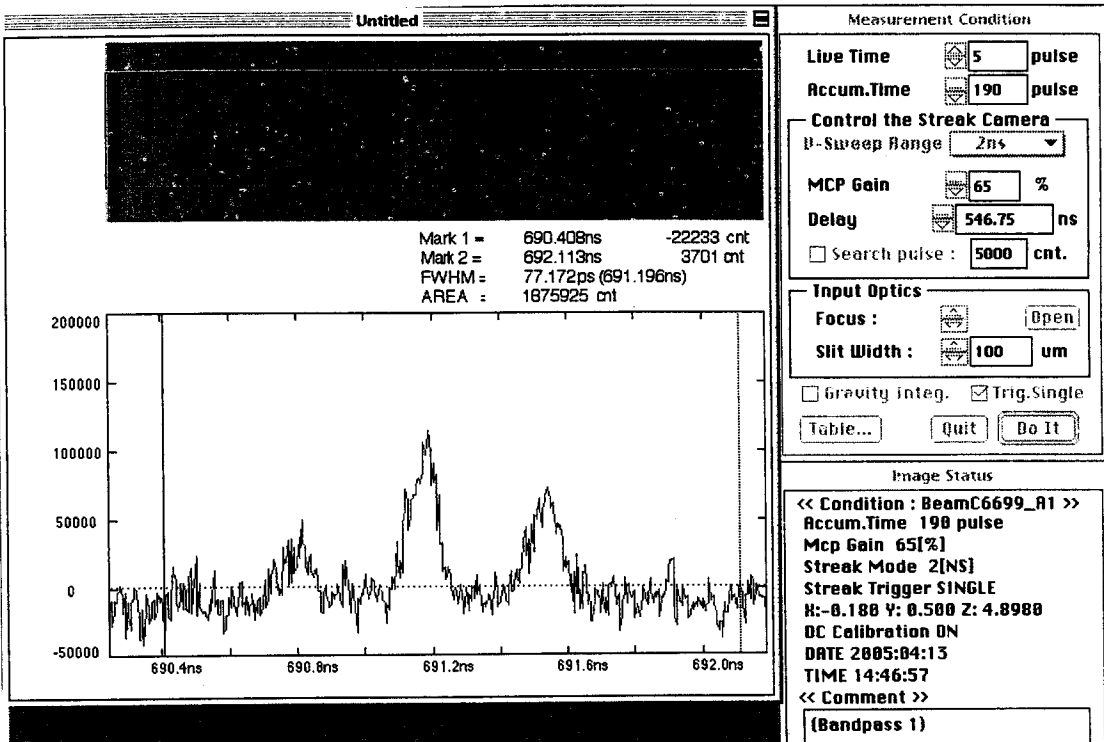 Untitled
Mark 1 = 690.408ns -22233 cnt
Mark 2 = 692.113ns 3701 cnt
FWHM = 77.172ps (691.196ns)
AREA : 1875925 cnt
200000
150000
100000
50000
0
-50000
690.4ns 690.8ns 691.2ns 691.6ns 692.0ns
Measurement Condition
Live Time 5 pulse
Accum.Time 190 pulse
Control the Streak Camera
V-Sweep Range 2ns
MCP Gain 65 %
Delay 546.75 ns
Search pulse : 5000 cnt.
Input Optics
Focus : Open
Slit Width : 100 um
Gravity integ. Trig.Single
Table... Quit Do It
Image Status
<< Condition : BeamC6699_A1 >>
Accum.Time 190 pulse
Mcp Gain 65[%]
Streak Mode 2[NS]
Streak Trigger SINGLE
X:-0.180 Y: 0.500 Z: 4.8980
DC Calibration ON
DATE 2005:04:13
TIME 14:46:57
<< Comment >>
(Bandpass 1)